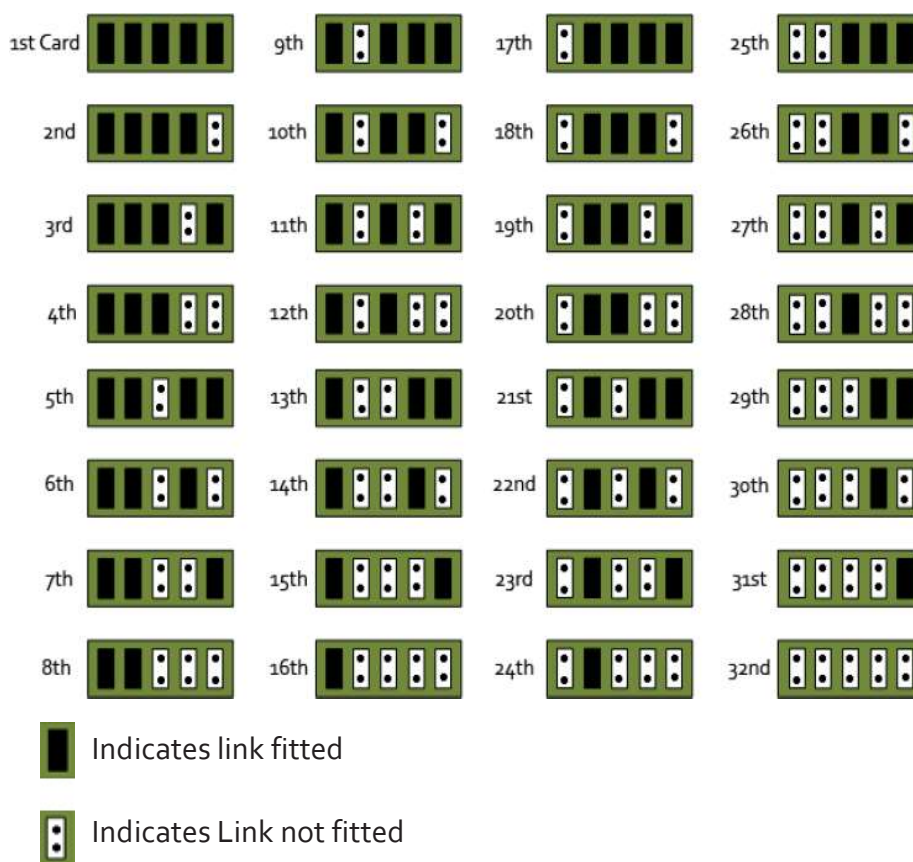 1st Card 9th 17th 25th
2nd 10th 18th 26th
3rd 11th 19th 27th
4th 12th 20th 28th
5th 13th 21st 29th
6th 14th 22nd 30th
7th 15th 23rd 31st
8th 16th 24th 32nd
Indicates link fitted
Indicates Link not fitted